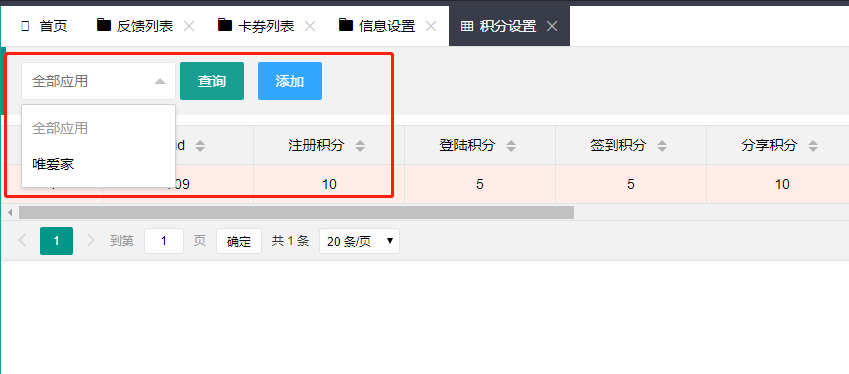 首页 反馈列表 卡券列表 信息设置 积分设置
全部应用 查询 添加
全部应用
唯爱家
id 注册积分 登陆积分 签到积分 分享积分
09 10 5 5 10
1 到第 1 页 确定 共 1 条 20 条/页